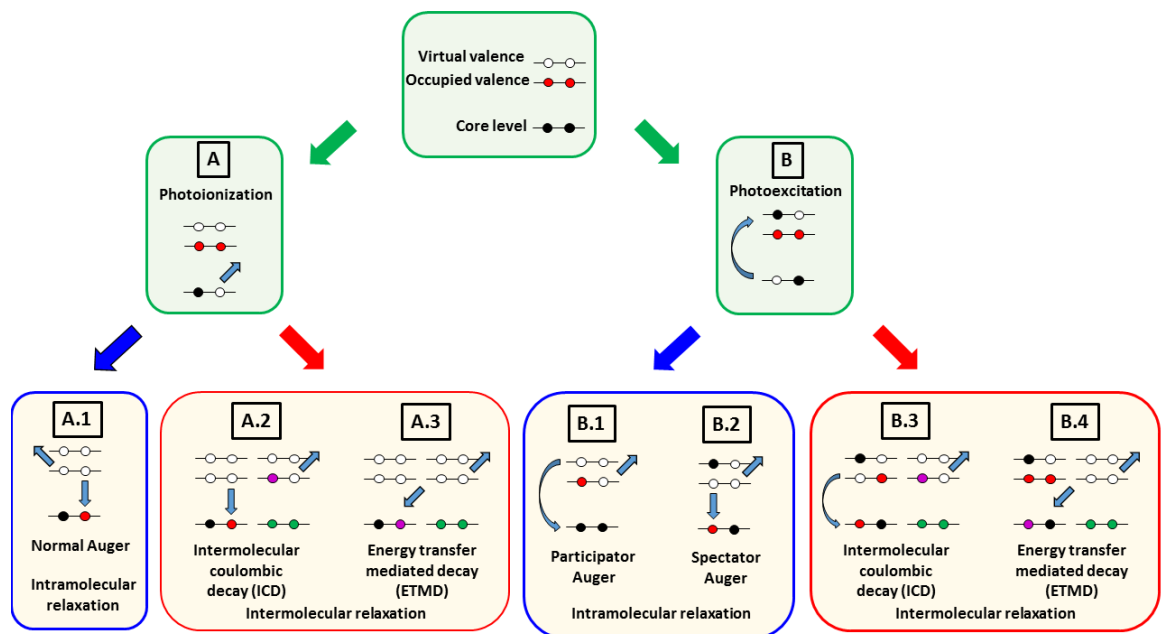 Virtual valence
Occupied valence
Core level
A
Photoionization
B
Photoexcitation
A.1
Normal Auger
Intramolecular
relaxation
A.2
Intermolecular
coulombic
decay (ICD)
A.3
Energy transfer
mediated decay
(ETMD)
Intermolecular relaxation
B.1
Participator
Auger
B.2
Spectator
Auger
Intramolecular relaxation
B.3
Intermolecular
coulombic
decay (ICD)
B.4
Energy transfer
mediated decay
(ETMD)
Intermolecular relaxation